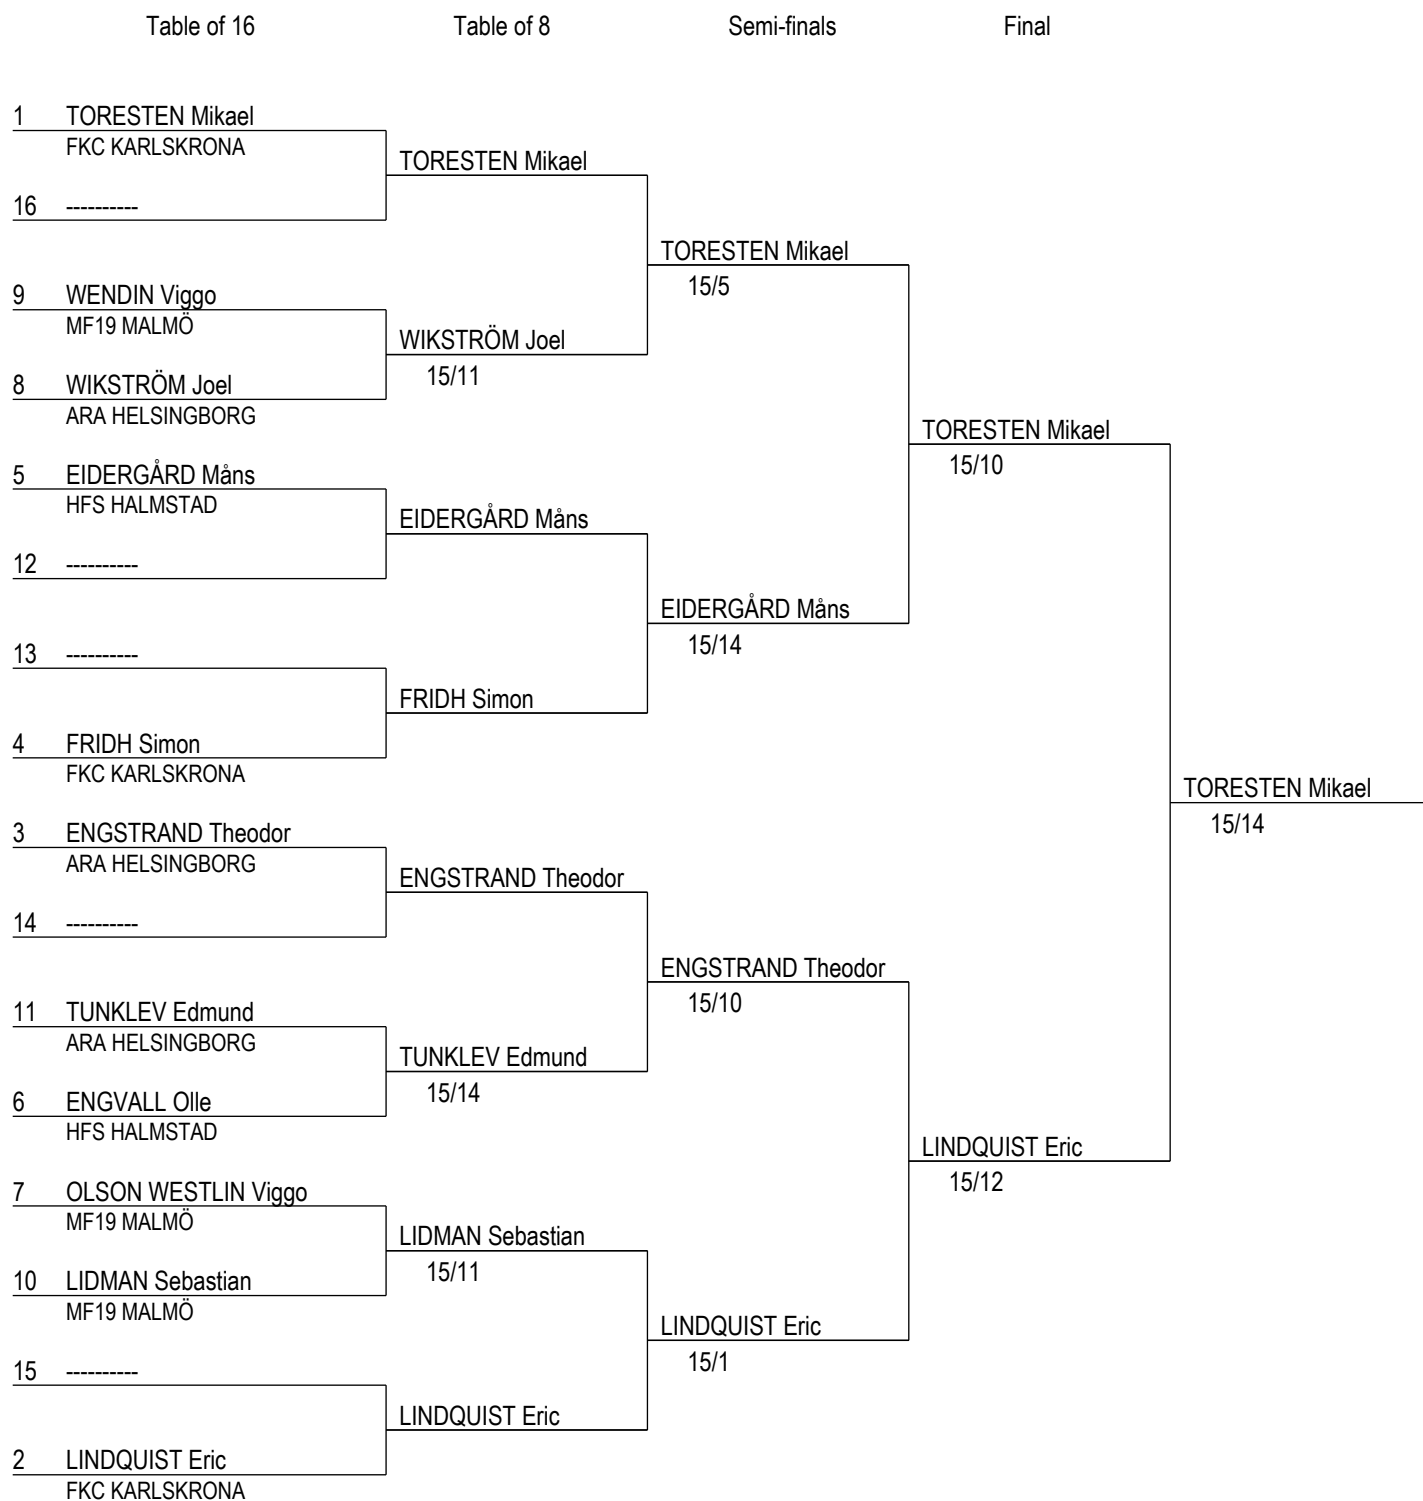 Table of 16 Table of 8 Semi-finals Final
1 TORESTEN Mikael
FKC KARLSKRONA
TORESTEN Mikael
16 ----------
TORESTEN Mikael
15/5
9 WENDIN Viggo
MF19 MALMÖ
WIKSTRÖM Joel
15/11
8 WIKSTRÖM Joel
ARA HELSINGBORG
TORESTEN Mikael
15/10
5 EIDERGÅRD Måns
HFS HALMSTAD
EIDERGÅRD Måns
12 ----------
EIDERGÅRD Måns
15/14
13 ----------
FRIDH Simon
4 FRIDH Simon
FKC KARLSKRONA
TORESTEN Mikael
15/14
3 ENGSTRAND Theodor
ARA HELSINGBORG
ENGSTRAND Theodor
14 ----------
ENGSTRAND Theodor
15/10
11 TUNKLEV Edmund
ARA HELSINGBORG
TUNKLEV Edmund
15/14
6 ENGVALL Olle
HFS HALMSTAD
LINDQUIST Eric
15/12
7 OLSON WESTLIN Viggo
MF19 MALMÖ
LIDMAN Sebastian
15/11
10 LIDMAN Sebastian
MF19 MALMÖ
LINDQUIST Eric
15/1
15 ----------
LINDQUIST Eric
2 LINDQUIST Eric
FKC KARLSKRONA